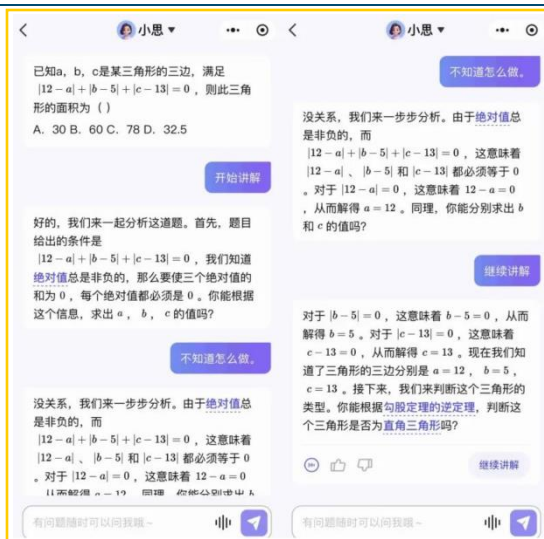 小思
已知a，b，c是某三角形的三边，满足
|12 − a| + |b − 5| + |c − 13| = 0 ，则此三角
形的面积为（ ）
A．30 B．60 C．78 D．32.5
开始讲解
好的，我们来一起分析这道题。首先，题目
给出的条件是
|12 − a| + |b − 5| + |c − 13| = 0 ，我们知道
绝对值总是非负的，那么要使三个绝对值的
和为 0 ，每个绝对值都必须是 0 。你能根据
这个信息，求出 a ， b ， c 的值吗？
不知道怎么做。
没关系，我们来一步步分析。由于绝对值总
是非负的，而
|12 − a| + |b − 5| + |c − 13| = 0 ，这意味着
|12 − a| 、 |b − 5| 和 |c − 13| 都必须等于 0
。对于 |12 − a| = 0 ，这意味着 12 − a = 0
，从而解得 a = 12 。同理，你能分别求出 b
有问题随时可以问我哦~
小思
不知道怎么做。
没关系，我们来一步步分析。由于绝对值总
是非负的，而
|12 − a| + |b − 5| + |c − 13| = 0 ，这意味着
|12 − a| 、 |b − 5| 和 |c − 13| 都必须等于 0
。对于 |12 − a| = 0 ，这意味着 12 − a = 0
，从而解得 a = 12 。同理，你能分别求出 b
和 c 的值吗？
继续讲解
对于 |b − 5| = 0 ，这意味着 b − 5 = 0 ，从而
解得 b = 5 。对于 |c − 13| = 0 ，这意味着
c − 13 = 0 ，从而解得 c = 13 。现在我们知
道了三角形的三边分别是 a = 12 ， b = 5 ，
c = 13 。接下来，我们来判断这个三角形的
类型。你能根据勾股定理的逆定理，判断这
个三角形是否为直角三角形吗？
继续讲解
有问题随时可以问我哦~